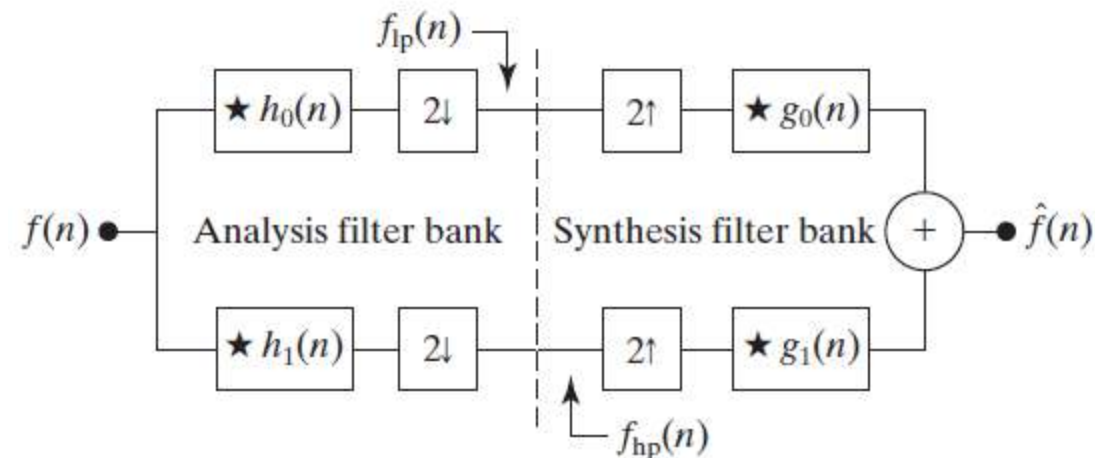 f_lp(n)
★ h₀(n) 2↓ 2↑ ★ g₀(n)
f(n) Analysis filter bank Synthesis filter bank + f̂(n)
★ h₁(n) 2↓ 2↑ ★ g₁(n)
f_hp(n)